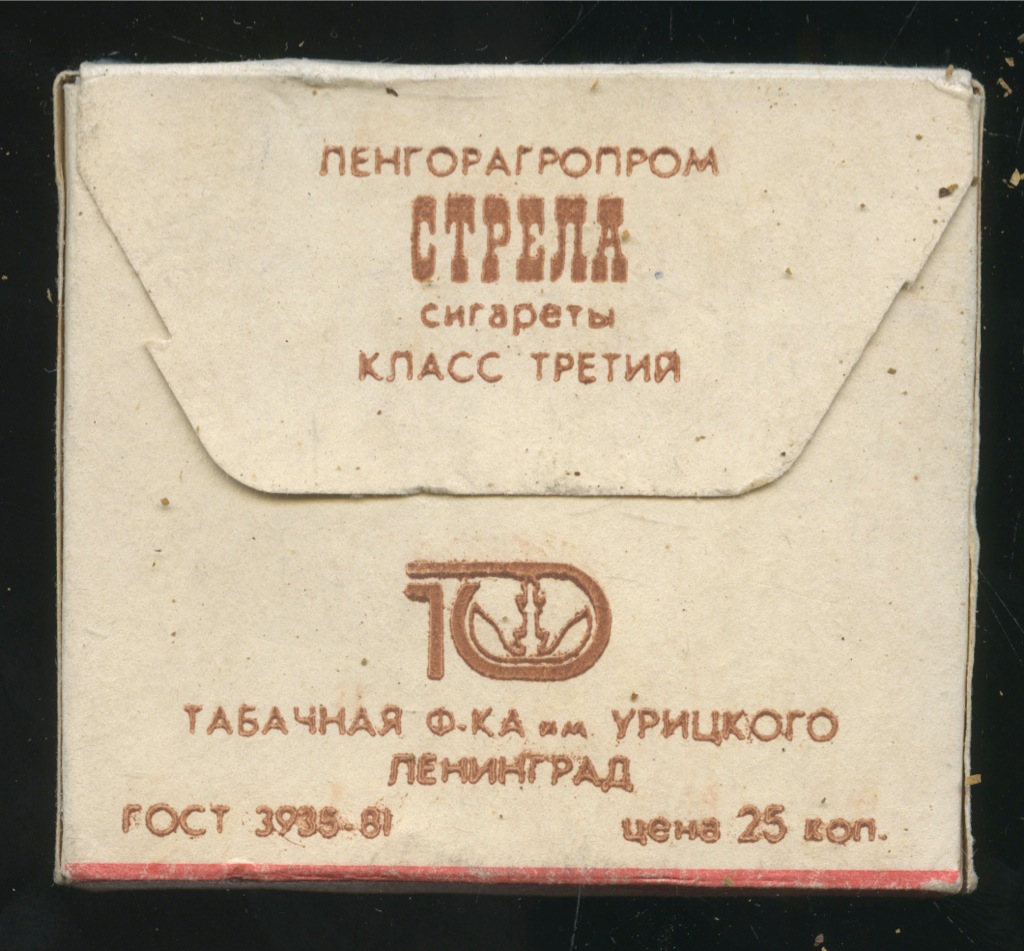 ЛЕНГОРАГРОПРОМ
СТРЕЛА
сигареты
КЛАСС ТРЕТИЙ
ТАБАЧНАЯ Ф-КА им. УРИЦКОГО
ЛЕНИНГРАД
ГОСТ 3935-81 цена 25 коп.